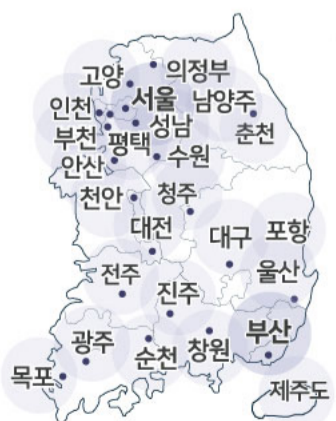 의정부
고양
서울
남양주
인천
성남
춘천
부천
평택
수원
안산
천안
청주
대전
대구
포항
전주
울산
진주
부산
광주
순천
창원
목포
제주도